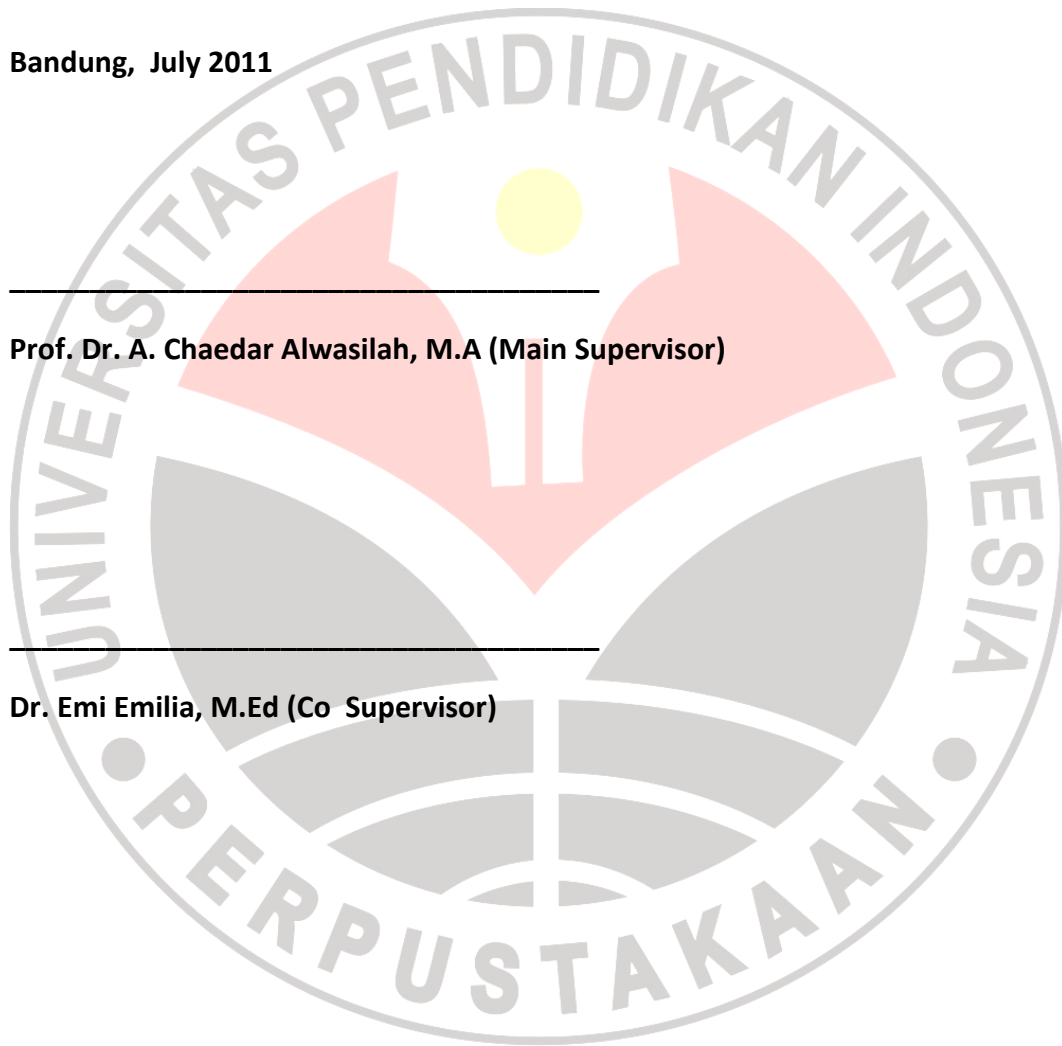 Bandung,  July 2011
Prof. Dr. A. Chaedar Alwasilah, M.A (Main Supervisor)
Dr. Emi Emilia, M.Ed (Co  Supervisor)
UNIVERSITAS PENDIDIKAN INDONESIA
PERPUSTAKAAN